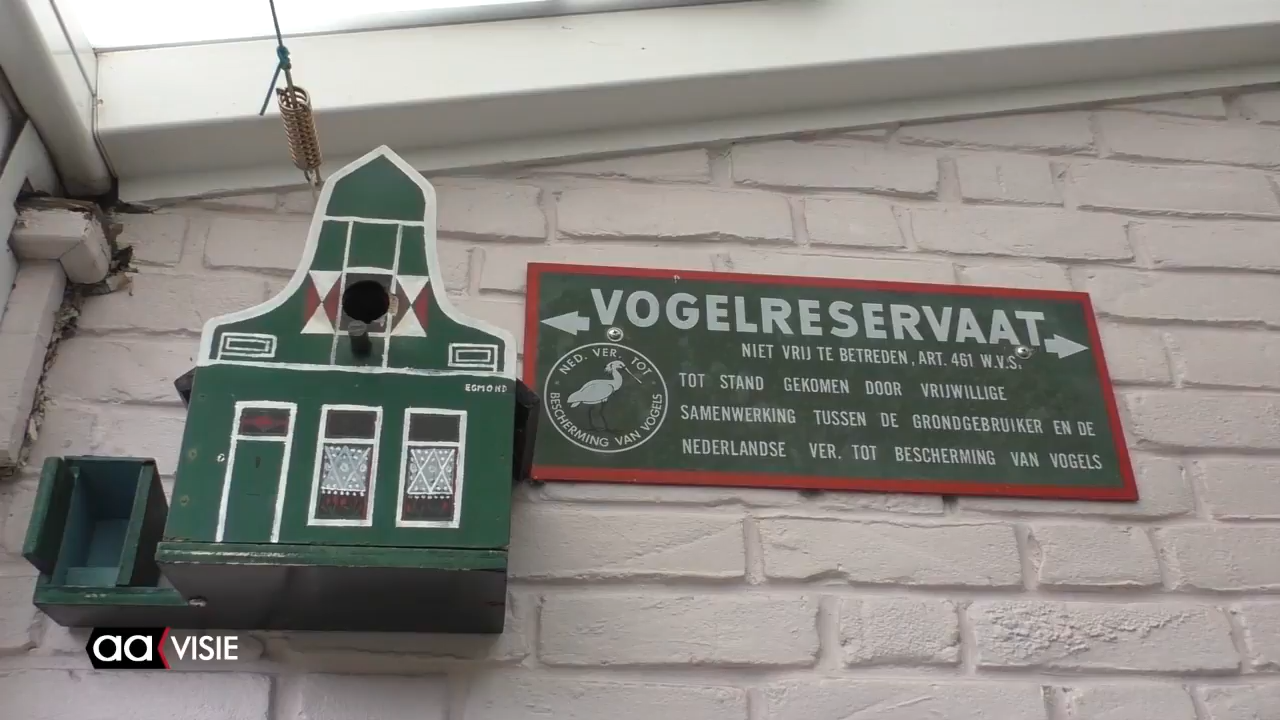 VOGELRESERVAAT
NIET VRIJ TE BETREDEN, ART. 461 W.V.S.
NED. VER. TOT
BESCHERMING VAN VOGELS
TOT STAND GEKOMEN DOOR VRIJWILLIGE
SAMENWERKING TUSSEN DE GRONDGEBRUIKER EN DE
NEDERLANDSE VER. TOT BESCHERMING VAN VOGELS
EGMOND
aa VISIE